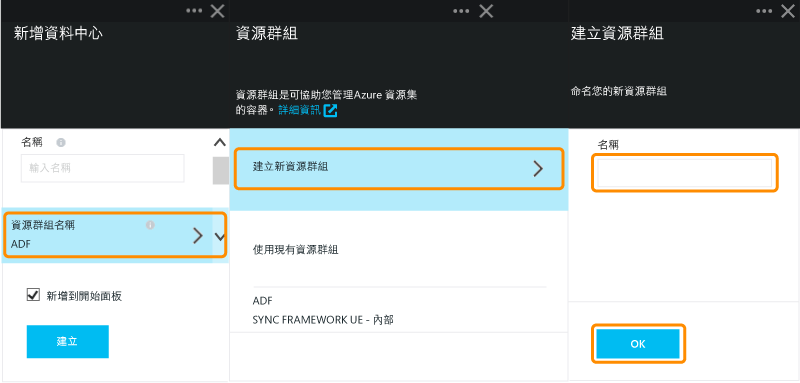 新增資料中心
名稱
輸入名稱
資源群組名稱
ADF
新增到開始面板
建立
資源群組
資源群組是可協助您管理Azure 資源集
的容器。詳細資訊
建立新資源群組
使用現有資源群組
ADF
SYNC FRAMEWORK UE - 內部
建立資源群組
命名您的新資源群組
名稱
OK